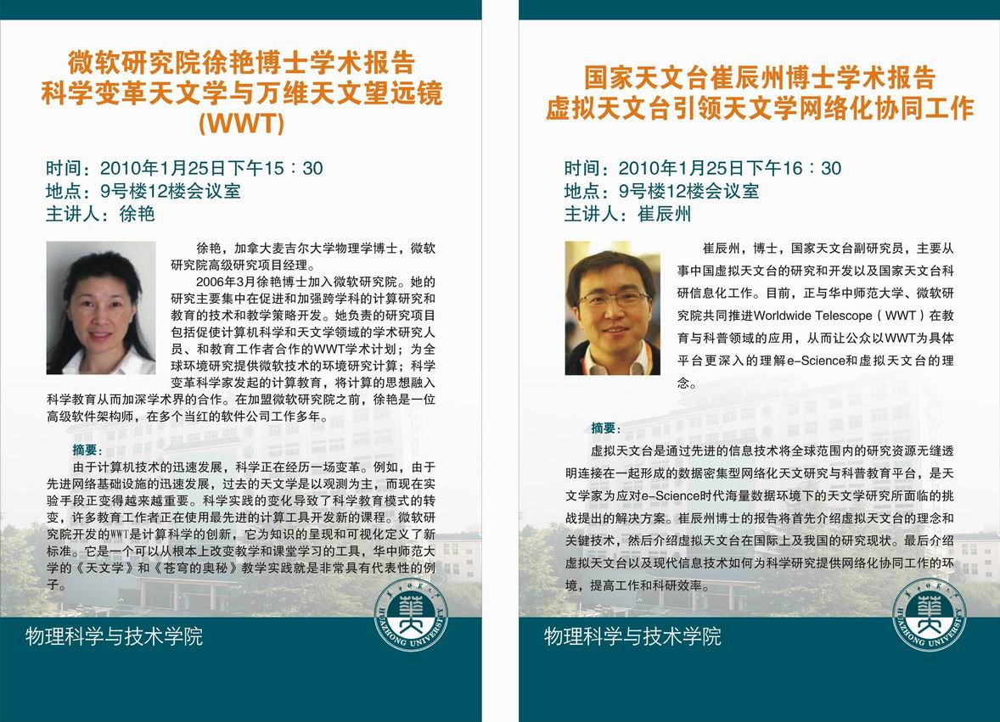 微软研究院徐艳博士学术报告
科学变革天文学与万维天文望远镜
(WWT)
时间：2010年1月25日下午15：30
地点：9号楼12楼会议室
主讲人：徐艳
徐艳，加拿大麦吉尔大学物理学博士，微软
研究院高级研究项目经理。
2006年3月徐艳博士加入微软研究院。她的
研究主要集中在促进和加强跨学科的计算研究和
教育的技术和教学策略开发。她负责的研究项目
包括促使计算机科学和天文学领域的学术研究人
员、和教育工作者合作的WWT学术计划；为全
球环境研究提供微软技术的环境研究计算；科学
变革科学家发起的计算教育，将计算的思想融入
科学教育从而加深学术界的合作。在加盟微软研究院之前，徐艳是一位
高级软件架构师，在多个当红的软件公司工作多年。
摘要：
由于计算机技术的迅速发展，科学正在经历一场变革。例如，由于
先进网络基础设施的迅速发展，过去的天文学是以观测为主，而现在实
验手段正变得越来越重要。科学实践的变化导致了科学教育模式的转
变，许多教育工作者正在使用最先进的计算工具开发新的课程。微软研
究院开发的WWT是计算科学的创新，它为知识的呈现和可视化定义了新
标准。它是一个可以从根本上改变教学和课堂学习的工具，华中师范大
学的《天文学》和《苍穹的奥秘》教学实践就是非常具有代表性的例
子。
华中师范大学
HUAZHONG UNIVERSITY
物理科学与技术学院
国家天文台崔辰州博士学术报告
虚拟天文台引领天文学网络化协同工作
时间：2010年1月25日下午16：30
地点：9号楼12楼会议室
主讲人：崔辰州
崔辰州，博士，国家天文台副研究员，主要从
事中国虚拟天文台的研究和开发以及国家天文台科
研信息化工作。目前，正与华中师范大学、微软研
究院共同推进Worldwide Telescope（WWT）在教
育与科普领域的应用，从而让公众以WWT为具体
平台更深入的理解e-Science和虚拟天文台的理
念。
摘要：
虚拟天文台是通过先进的信息技术将全球范围内的研究资源无缝透
明连接在一起形成的数据密集型网络化天文研究与科普教育平台，是天
文学家为应对e-Science时代海量数据环境下的天文学研究所面临的挑
战提出的解决方案。崔辰州博士的报告将首先介绍虚拟天文台的理念和
关键技术，然后介绍虚拟天文台在国际上及我国的研究现状。最后介绍
虚拟天文台以及现代信息技术如何为科学研究提供网络化协同工作的环
境，提高工作和科研效率。
华中师范大学
HUAZHONG UNIVERSITY
物理科学与技术学院